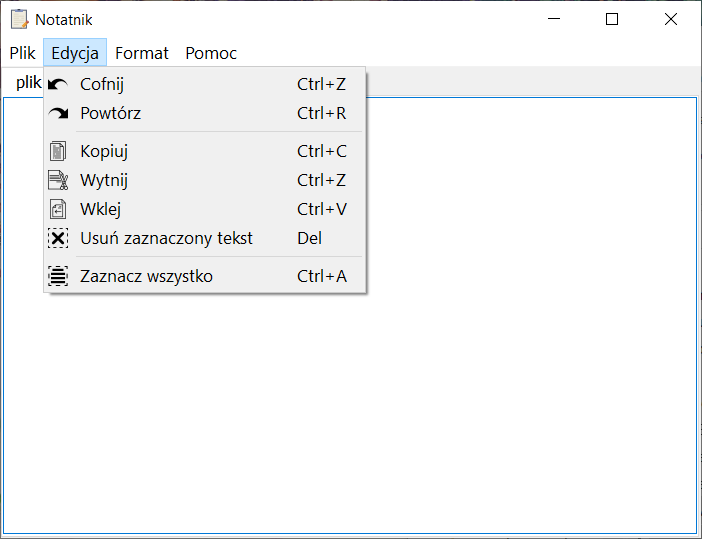 Notatnik
Plik Edycja Format Pomoc
plik
Cofnij Ctrl+Z
Powtórz Ctrl+R
Kopiuj Ctrl+C
Wytnij Ctrl+Z
Wklej Ctrl+V
Usuń zaznaczony tekst Del
Zaznacz wszystko Ctrl+A